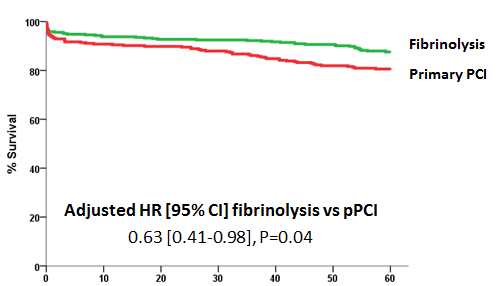 100
80
60
40
20
0
% Survival
Fibrinolysis
Primary PCI
Adjusted HR [95% CI] fibrinolysis vs pPCI
0.63 [0.41-0.98], P=0.04
0 10 20 30 40 50 60